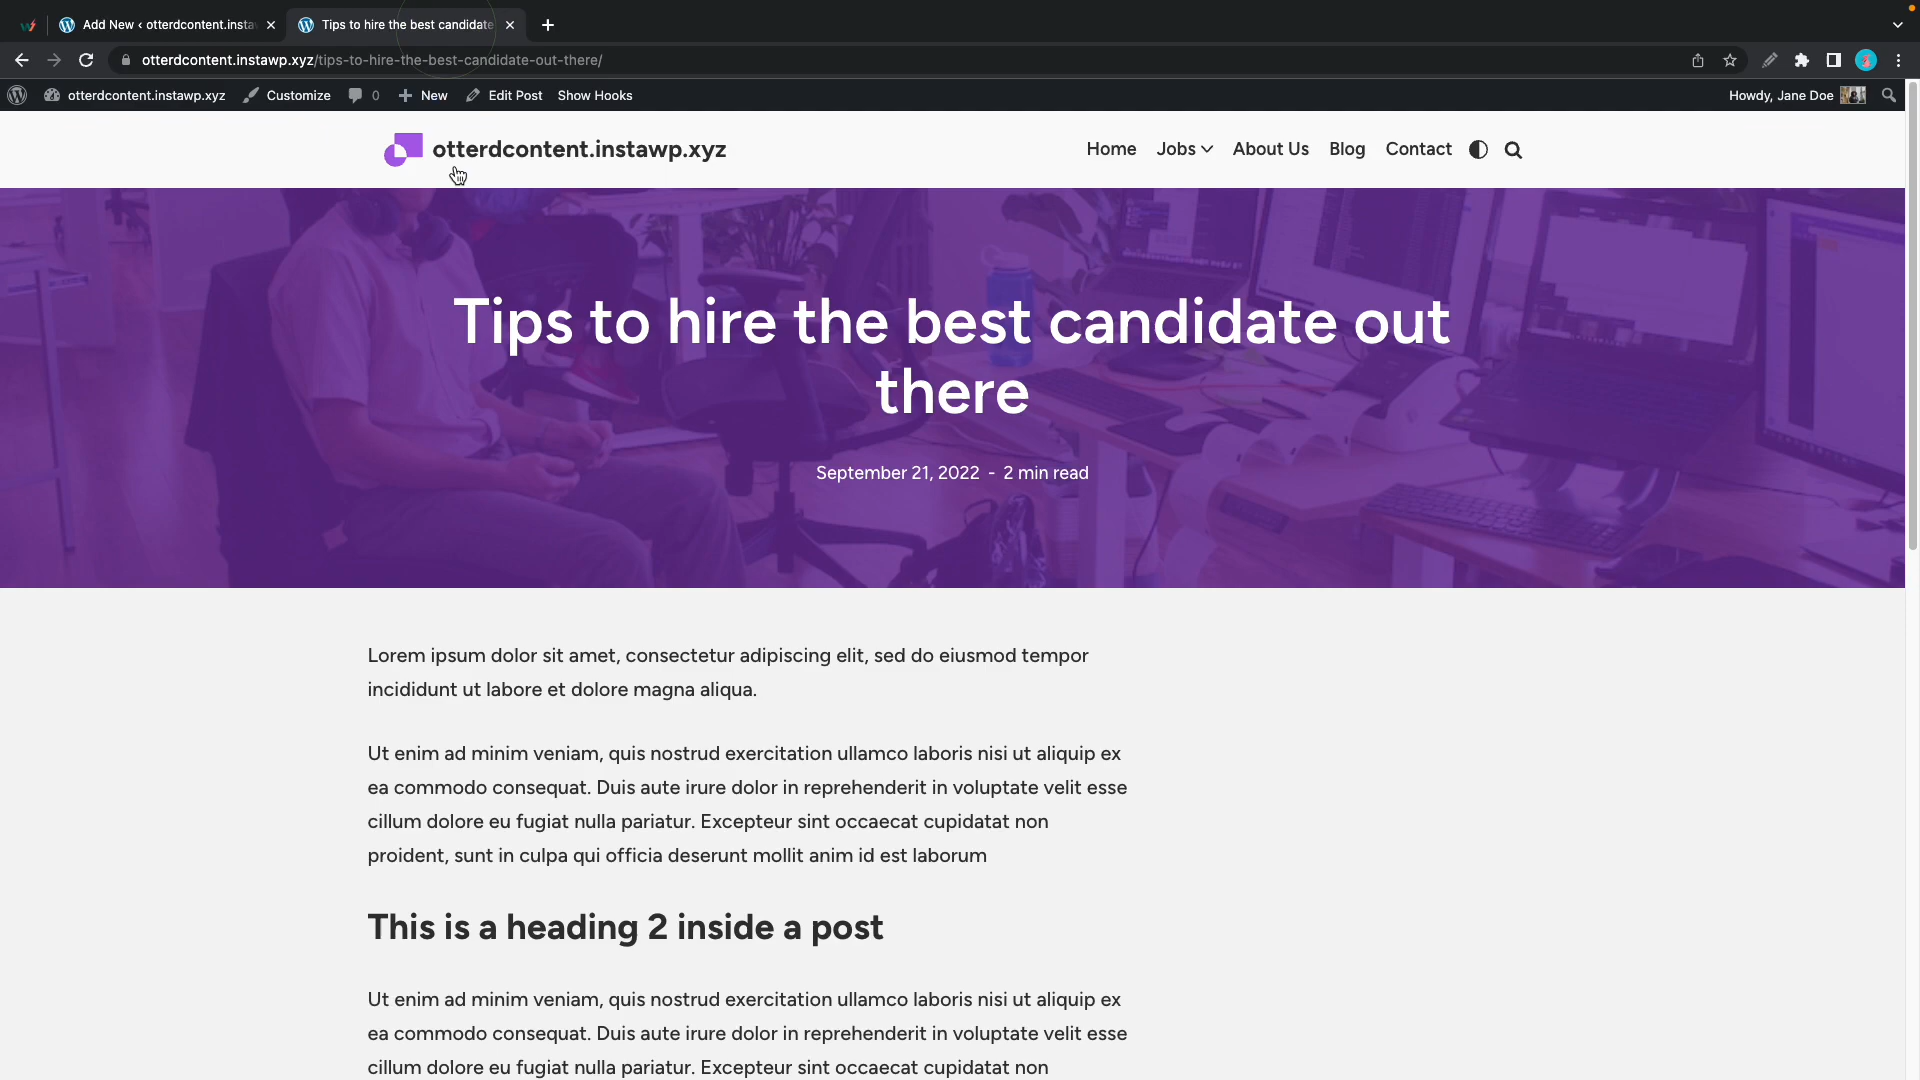 Add New ‹ otterdcontent.insta
Tips to hire the best candidate
otterdcontent.instawp.xyz/tips-to-hire-the-best-candidate-out-there/
otterdcontent.instawp.xyz Customize 0 New Edit Post Show Hooks Howdy, Jane Doe
otterdcontent.instawp.xyz
Home Jobs About Us Blog Contact
Tips to hire the best candidate out
there
September 21, 2022 - 2 min read
Lorem ipsum dolor sit amet, consectetur adipiscing elit, sed do eiusmod tempor
incididunt ut labore et dolore magna aliqua.
Ut enim ad minim veniam, quis nostrud exercitation ullamco laboris nisi ut aliquip ex
ea commodo consequat. Duis aute irure dolor in reprehenderit in voluptate velit esse
cillum dolore eu fugiat nulla pariatur. Excepteur sint occaecat cupidatat non
proident, sunt in culpa qui officia deserunt mollit anim id est laborum
This is a heading 2 inside a post
Ut enim ad minim veniam, quis nostrud exercitation ullamco laboris nisi ut aliquip ex
ea commodo consequat. Duis aute irure dolor in reprehenderit in voluptate velit esse
cillum dolore eu fugiat nulla pariatur. Excepteur sint occaecat cupidatat non